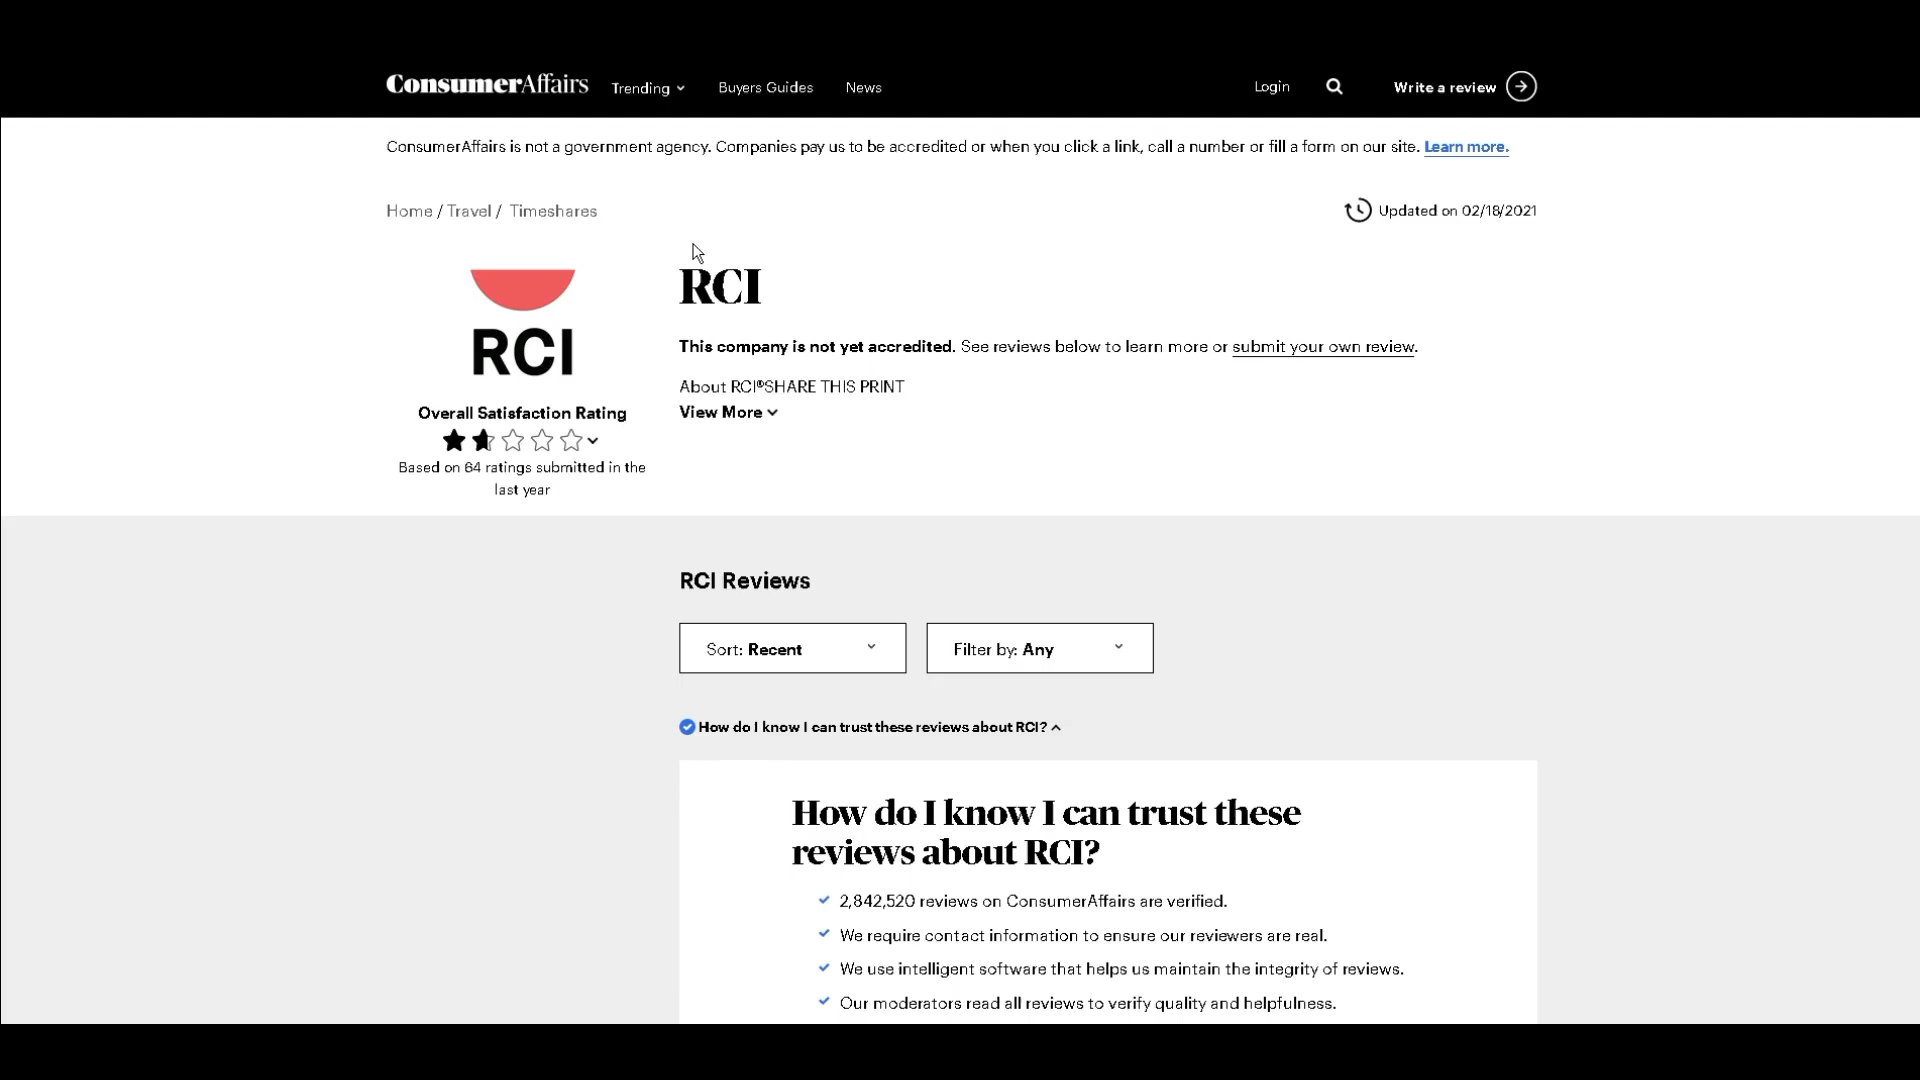 ConsumerAffairs Trending Buyers Guides News Login Write a review
ConsumerAffairs is not a government agency. Companies pay us to be accredited or when you click a link, call a number or fill a form on our site. Learn more.
Home / Travel / Timeshares
Updated on 02/18/2021
RCI
Overall Satisfaction Rating
Based on 64 ratings submitted in the
last year
RCI
This company is not yet accredited. See reviews below to learn more or submit your own review.
About RCI®SHARE THIS PRINT
View More
RCI Reviews
Sort: Recent
Filter by: Any
How do I know I can trust these reviews about RCI?
How do I know I can trust these
reviews about RCI?
2,842,520 reviews on ConsumerAffairs are verified.
We require contact information to ensure our reviewers are real.
We use intelligent software that helps us maintain the integrity of reviews.
Our moderators read all reviews to verify quality and helpfulness.